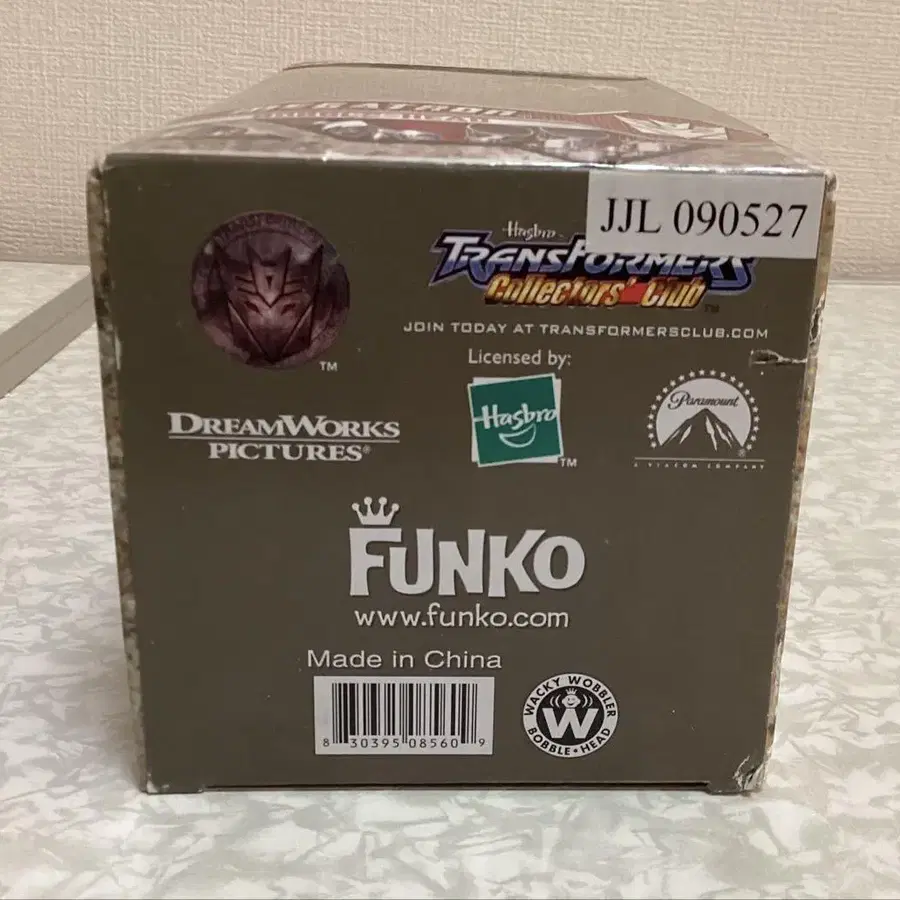 JJL 090527
Hasbro
TRANSFORMERS
Collectors' Club
TM
JOIN TODAY AT TRANSFORMERSCLUB.COM
TM
Licensed by:
DREAMWORKS
PICTURES®
Hasbro
TM
Paramount
®
A VIACOM COMPANY
FUNKO
www.funko.com
Made in China
8 30395 08560 9
WACKY WOBBLER
W
BOBBLE-HEAD